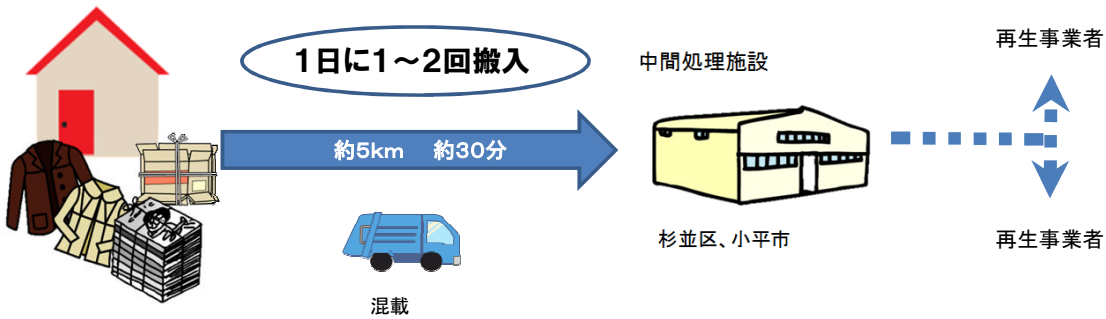 1日に1～2回搬入
中間処理施設
再生事業者
約5km　約30分
杉並区、小平市
再生事業者
混載